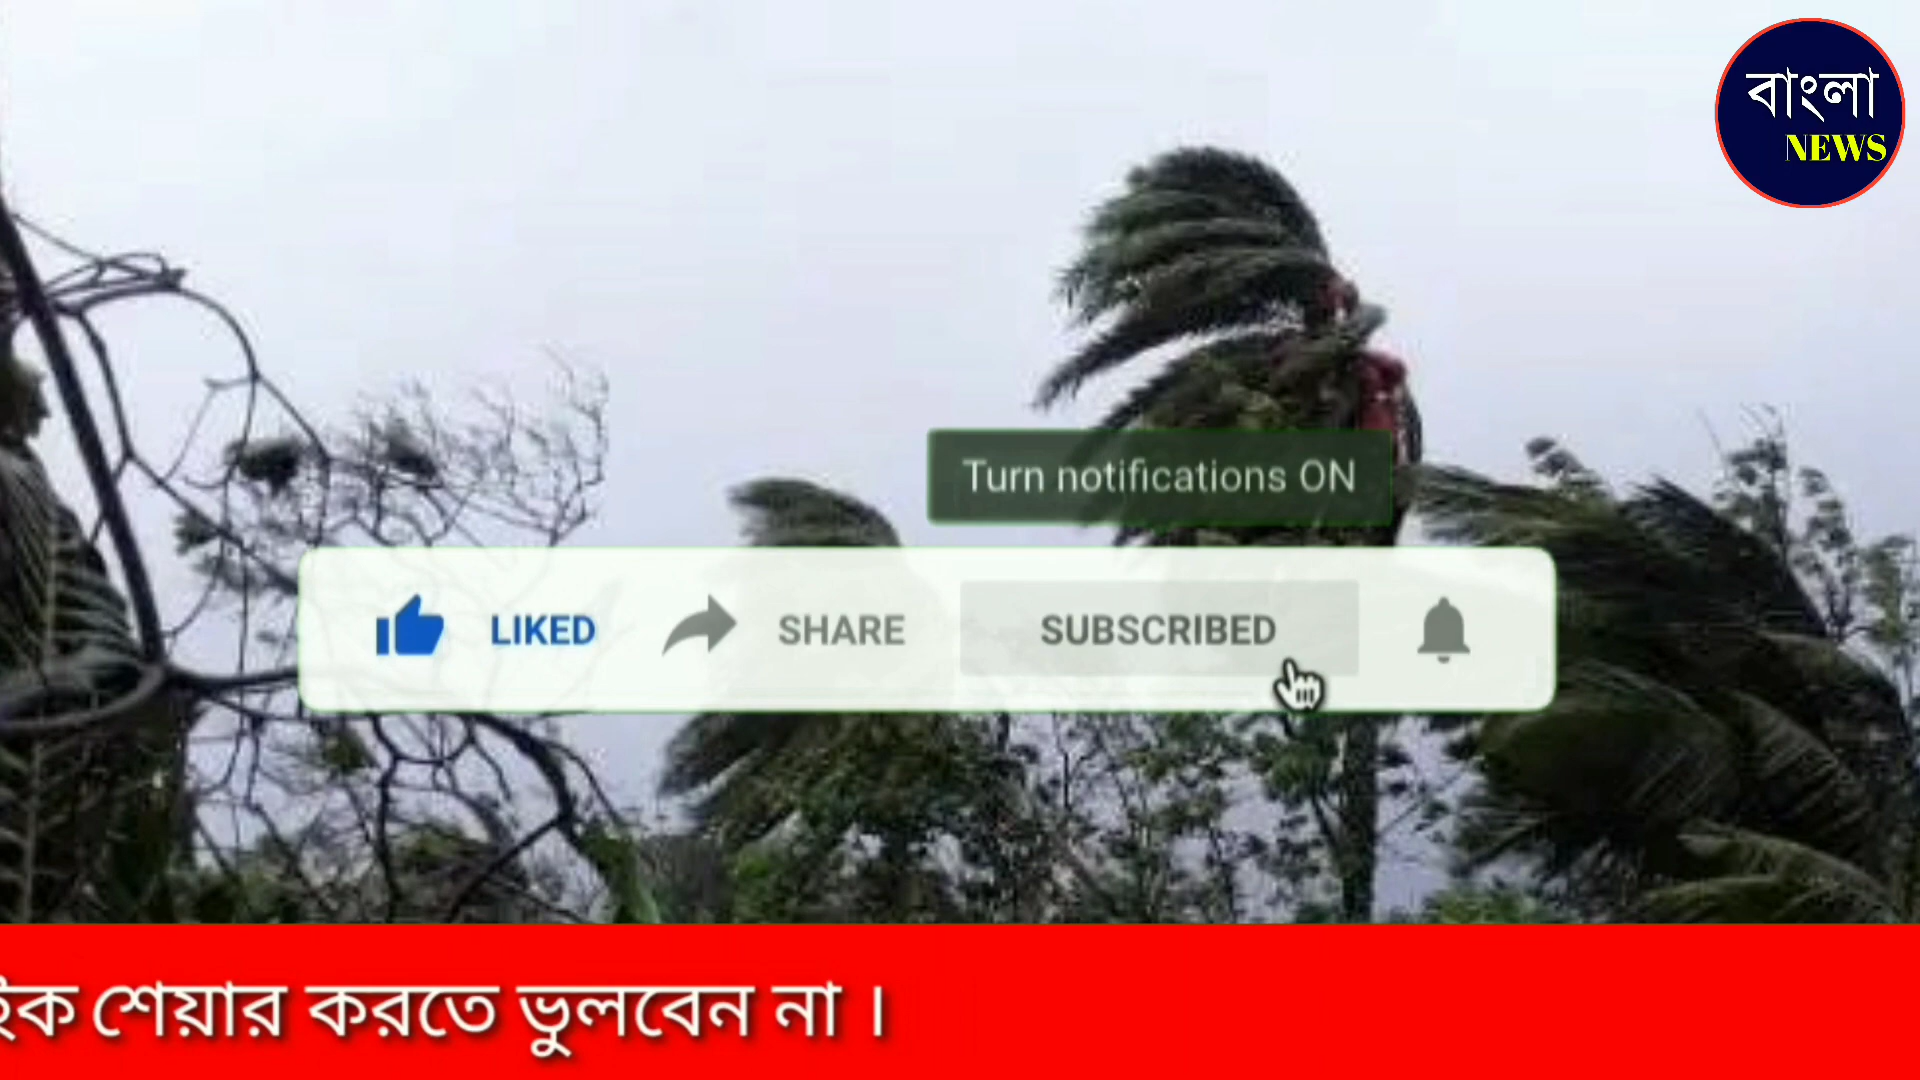 বাংলা
NEWS
Turn notifications ON
LIKED SHARE SUBSCRIBED
শেয়ার করতে ভুলবেন না ।